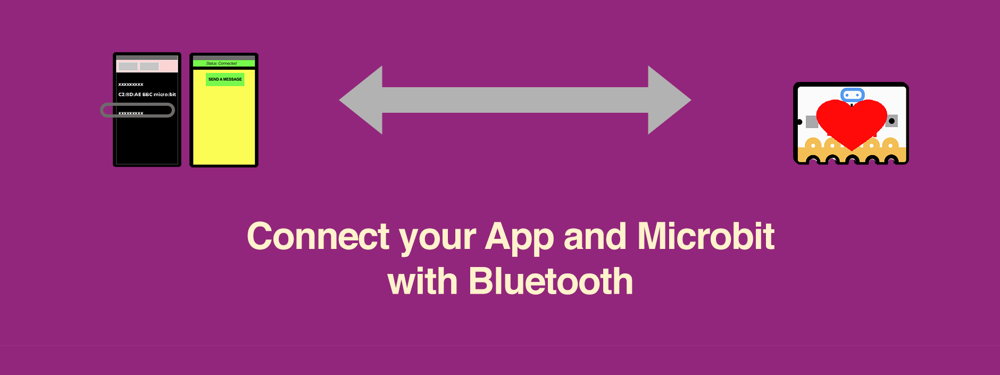 xxxxxxxxx
C2:8D:AE BBC micro:bit
xxxxxxxxx
Status: Connected
SEND A MESSAGE
Connect your App and Microbit
with Bluetooth